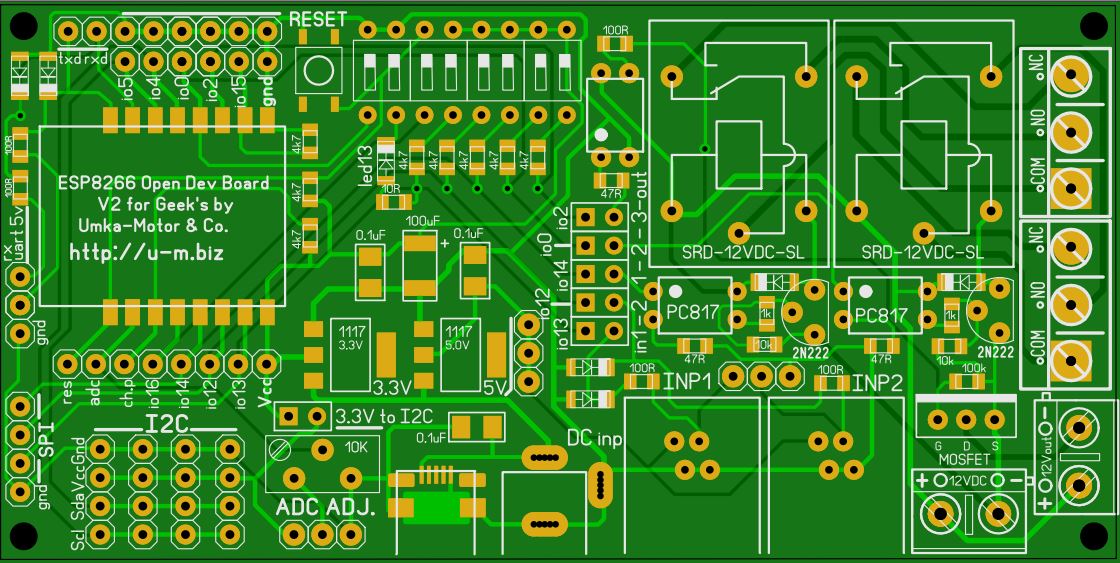 RESET
100R
txd rxd
io5
io4
io0
io2
io15
gnd
NC
NO
COM
100R
100R
4k7
4k7
4k7
led13
4k7
4k7
4k7
4k7
4k7
10R
47R
ESP8266 Open Dev Board
V2 for Geek's by
Umka-Motor & Co.
http://u-m.biz
rx
uart 5v
gnd
0.1uF
100uF
+
0.1uF
io2
io0
io14
io12
io13
1-2-3-out
in1-2
SRD-12VDC-SL
SRD-12VDC-SL
NC
NO
COM
PC817
1k
10k
2N222
47R
PC817
1k
10k
2N222
47R
100k
1117
3.3V
3.3V
1117
5.0V
5V
res
adc
ch.p
io16
io14
io12
io13
Vcc
100R
INP1
100R
INP2
SPI
gnd
I2C
3.3V to I2C
0.1uF
DC inp
G D S
MOSFET
12Vout
-
+
+ 12VDC -
Gnd
Vcc
Sda
Scl
10K
ADC ADJ.